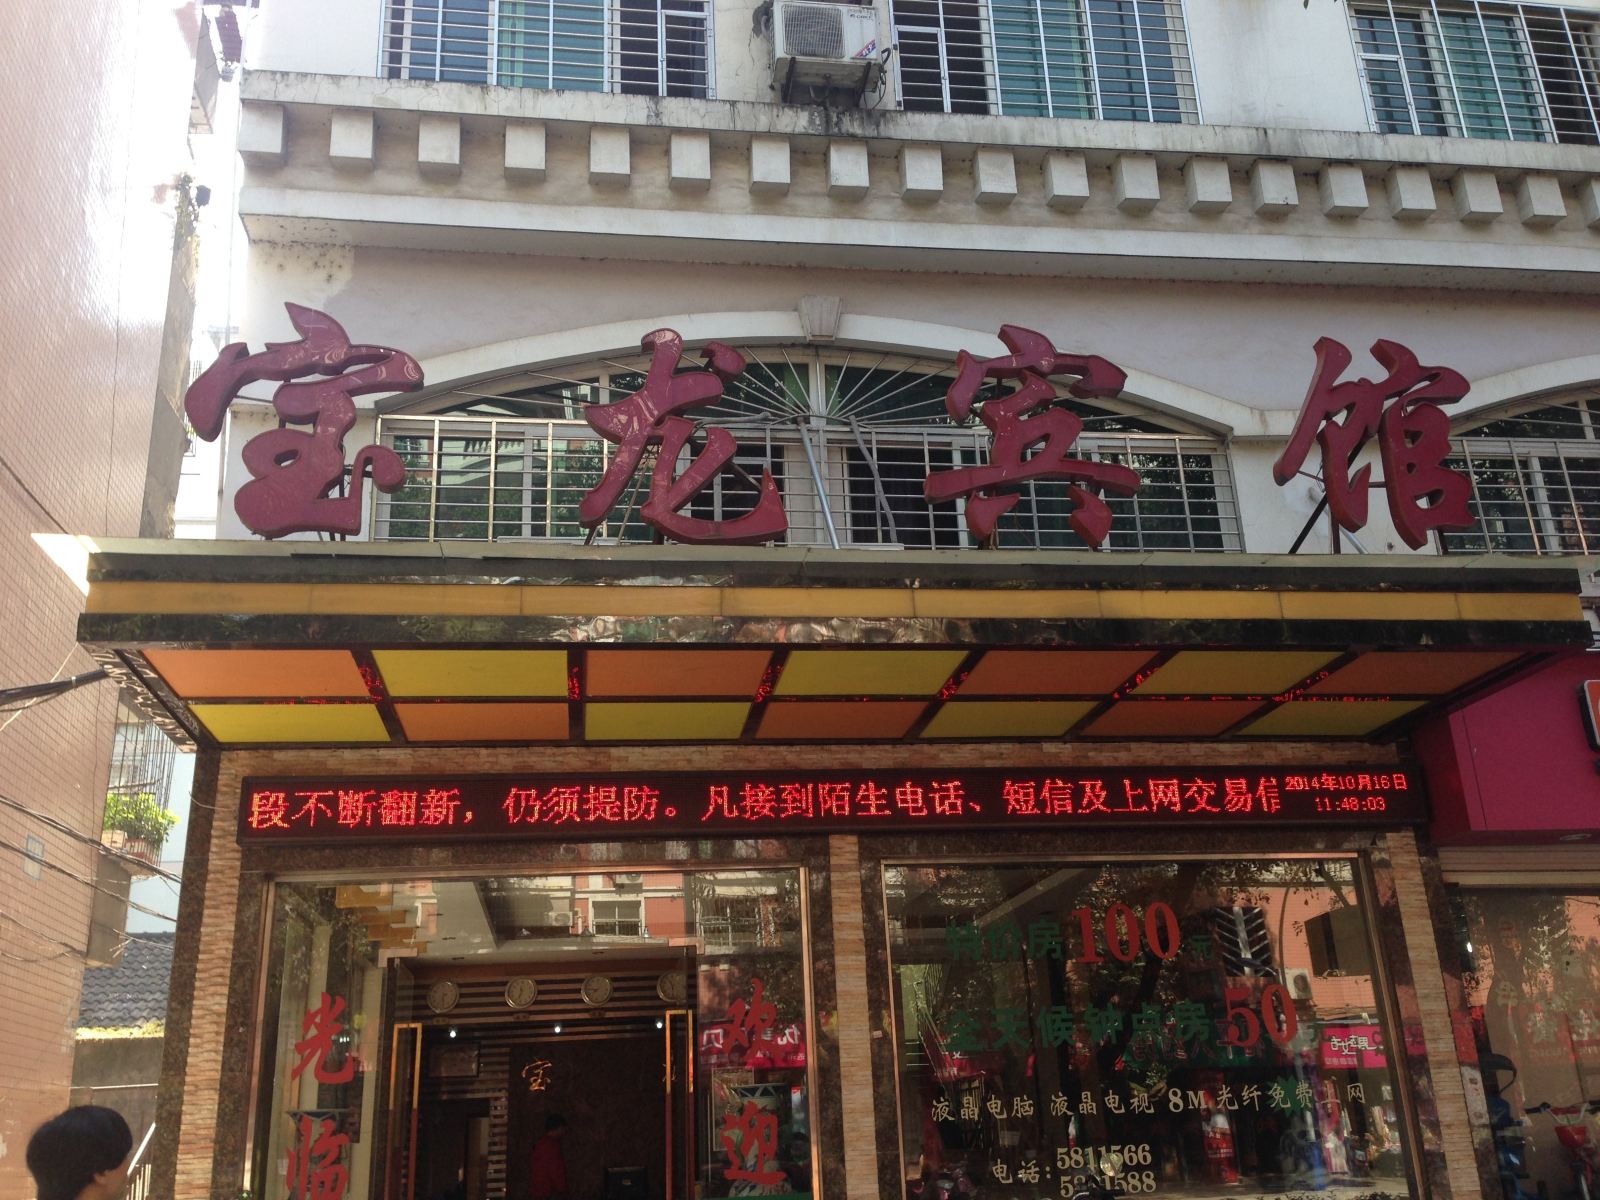 宝龙宾馆
段不断翻新，仍须提防。凡接到陌生电话、短信及上网交易信
2014年10月16日
11:48:03
特价房100元
全天候钟点房50
液晶电脑 液晶电视 8M光纤免费上网
电话:5811566
欢迎
光临
宝